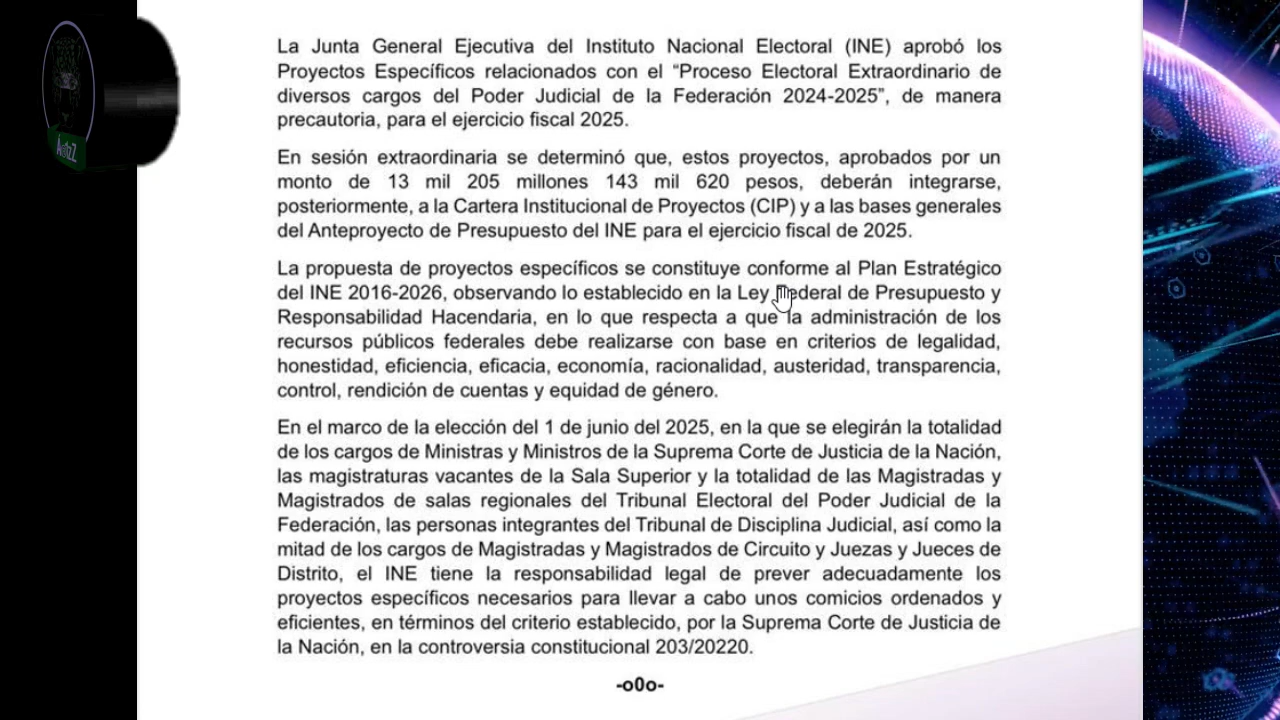 La Junta General Ejecutiva del Instituto Nacional Electoral (INE) aprobó los
Proyectos Específicos relacionados con el “Proceso Electoral Extraordinario de
diversos cargos del Poder Judicial de la Federación 2024-2025”, de manera
precautoria, para el ejercicio fiscal 2025.
En sesión extraordinaria se determinó que, estos proyectos, aprobados por un
monto de 13 mil 205 millones 143 mil 620 pesos, deberán integrarse,
posteriormente, a la Cartera Institucional de Proyectos (CIP) y a las bases generales
del Anteproyecto de Presupuesto del INE para el ejercicio fiscal de 2025.
La propuesta de proyectos específicos se constituye conforme al Plan Estratégico
del INE 2016-2026, observando lo establecido en la Ley Federal de Presupuesto y
Responsabilidad Hacendaria, en lo que respecta a que la administración de los
recursos públicos federales debe realizarse con base en criterios de legalidad,
honestidad, eficiencia, eficacia, economía, racionalidad, austeridad, transparencia,
control, rendición de cuentas y equidad de género.
En el marco de la elección del 1 de junio del 2025, en la que se elegirán la totalidad
de los cargos de Ministras y Ministros de la Suprema Corte de Justicia de la Nación,
las magistraturas vacantes de la Sala Superior y la totalidad de las Magistradas y
Magistrados de salas regionales del Tribunal Electoral del Poder Judicial de la
Federación, las personas integrantes del Tribunal de Disciplina Judicial, así como la
mitad de los cargos de Magistradas y Magistrados de Circuito y Juezas y Jueces de
Distrito, el INE tiene la responsabilidad legal de prever adecuadamente los
proyectos específicos necesarios para llevar a cabo unos comicios ordenados y
eficientes, en términos del criterio establecido, por la Suprema Corte de Justicia de
la Nación, en la controversia constitucional 203/20220.
-o0o-